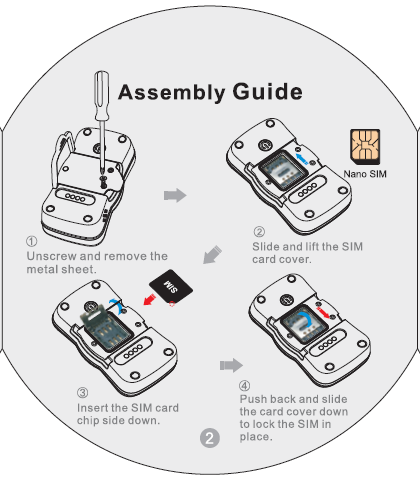 Assembly Guide
Nano SIM
①
Unscrew and remove the
metal sheet.
②
Slide and lift the SIM
card cover.
SIM
③
Insert the SIM card
chip side down.
④
Push back and slide
the card cover down
to lock the SIM in
place.
2